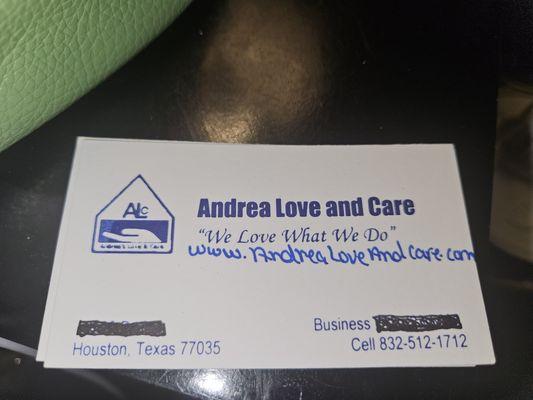 ALC
Andrea Love and Care
“We Love What We Do”
www.AndreaLoveAndCare.com
Houston, Texas 77035
Business
Cell 832-512-1712